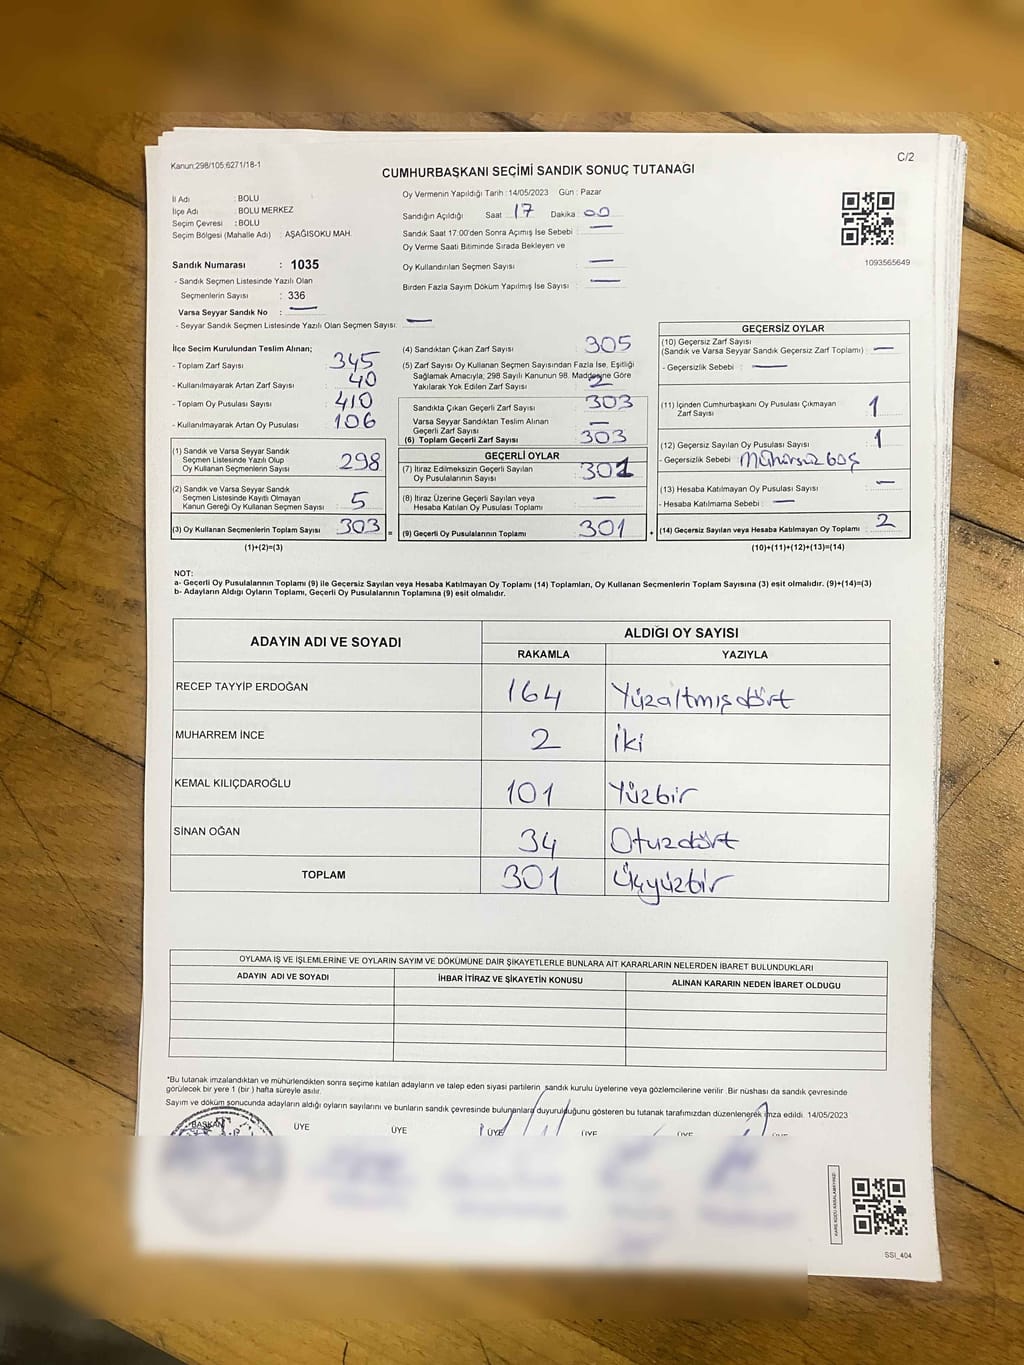 Kanun;298/105;6271/18-1
C/2
CUMHURBAŞKANI SEÇİMİ SANDIK SONUÇ TUTANAĞI
İl Adı : BOLU
İlçe Adı : BOLU MERKEZ
Seçim Çevresi : BOLU
Seçim Bölgesi (Mahalle Adı) : AŞAĞISOKU MAH.
Sandık Numarası : 1035
- Sandık Seçmen Listesinde Yazılı Olan
Seçmenlerin Sayısı : 336
Varsa Seyyar Sandık No : —
- Seyyar Sandık Seçmen Listesinde Yazılı Olan Seçmen Sayısı: —
Oy Vermenin Yapıldığı Tarih : 14/05/2023 Gün : Pazar
Sandığın Açıldığı Saat 17 Dakika : 00
Sandık Saat 17:00'den Sonra Açımış İse Sebebi : —
Oy Verme Saati Bitiminde Sırada Bekleyen ve
Oy Kullandırılan Seçmen Sayısı : —
Birden Fazla Sayım Döküm Yapılmış İse Sayısı : —
1093565649
İlçe Secim Kurulundan Teslim Alınan;
- Toplam Zarf Sayısı 345
- Kullanılmayarak Artan Zarf Sayısı 40
- Toplam Oy Pusulası Sayısı 410
- Kullanılmayarak Artan Oy Pusulası 106
(1) Sandık ve Varsa Seyyar Sandık
Seçmen Listesinde Yazılı Olup
Oy Kullanan Seçmenlerin Sayısı 298
(2) Sandık ve Varsa Seyyar Sandık
Seçmen Listesinde Kayıtlı Olmayan
Kanun Gereği Oy Kullanan Seçmen Sayısı 5
(3) Oy Kullanan Seçmenlerin Toplam Sayısı 303 =
(1)+(2)=(3)
(4) Sandıktan Çıkan Zarf Sayısı 305
(5) Zarf Sayısı Oy Kullanan Seçmen Sayısından Fazla İse, Eşitliği
Sağlamak Amacıyla; 298 Sayılı Kanunun 98. Maddesine Göre
Yakılarak Yok Edilen Zarf Sayısı 2
Sandıkta Çıkan Geçerli Zarf Sayısı 303
Varsa Seyyar Sandıktan Teslim Alınan
Geçerli Zarf Sayısı —
(6) Toplam Geçerli Zarf Sayısı 303
GEÇERLİ OYLAR
(7) İtiraz Edilmeksizin Geçerli Sayılan
Oy Pusulalarının Sayısı 301
(8) İtiraz Üzerine Geçerli Sayılan veya
Hesaba Katılan Oy Pusulası Toplamı —
(9) Geçerli Oy Pusulalarının Toplamı 301 +
GEÇERSİZ OYLAR
(10) Geçersiz Zarf Sayısı
(Sandık ve Varsa Seyyar Sandık Geçersiz Zarf Toplamı) —
- Geçersizlik Sebebi : —
(11) İçinden Cumhurbaşkanı Oy Pusulası Çıkmayan
Zarf Sayısı 1
(12) Geçersiz Sayılan Oy Pusulası Sayısı 1
- Geçersizlik Sebebi : Mühürsüz boş
(13) Hesaba Katılmayan Oy Pusulası Sayısı —
- Hesaba Katılmama Sebebi : —
(14) Geçersiz Sayılan veya Hesaba Katılmayan Oy Toplamı 2
(10)+(11)+(12)+(13)=(14)
NOT:
a- Geçerli Oy Pusulalarının Toplamı (9) ile Geçersiz Sayılan veya Hesaba Katılmayan Oy Toplamı (14) Toplamları, Oy Kullanan Seçmenlerin Toplam Sayısına (3) eşit olmalıdır. (9)+(14)=(3)
b- Adayların Aldığı Oyların Toplamı, Geçerli Oy Pusulalarının Toplamına (9) eşit olmalıdır.
ADAYIN ADI VE SOYADI ALDIĞI OY SAYISI
RAKAMLA YAZIYLA
RECEP TAYYİP ERDOĞAN 164 Yüzaltmışdört
MUHARREM İNCE 2 İki
KEMAL KILIÇDAROĞLU 101 Yüzbir
SİNAN OĞAN 34 Otuzdört
TOPLAM 301 Üçyüzbir
OYLAMA İŞ VE İŞLEMLERİNE VE OYLARIN SAYIM VE DÖKÜMÜNE DAİR ŞİKAYETLERLE BUNLARA AİT KARARLARIN NELERDEN İBARET BULUNDUKLARI
ADAYIN ADI VE SOYADI İHBAR İTİRAZ VE ŞİKAYETİN KONUSU ALINAN KARARIN NEDEN İBARET OLDUGU
*Bu tutanak imzalandıktan ve mühürlendikten sonra seçime katılan adayların ve talep eden siyasi partilerin sandık kurulu üyelerine veya gözlemcilerine verilir. Bir nüshası da sandık çevresinde
görülecek bir yere 1 (bir) hafta süreyle asılır.
Sayım ve döküm sonucunda adayların aldığı oyların sayılarını ve bunların sandık çevresinde bulunanlara duyurulduğunu gösteren bu tutanak tarafımızdan düzenlenerek imza edildi. 14/05/2023
BAŞKAN ÜYE ÜYE ÜYE ÜYE ÜYE ÜYE
SSI_404